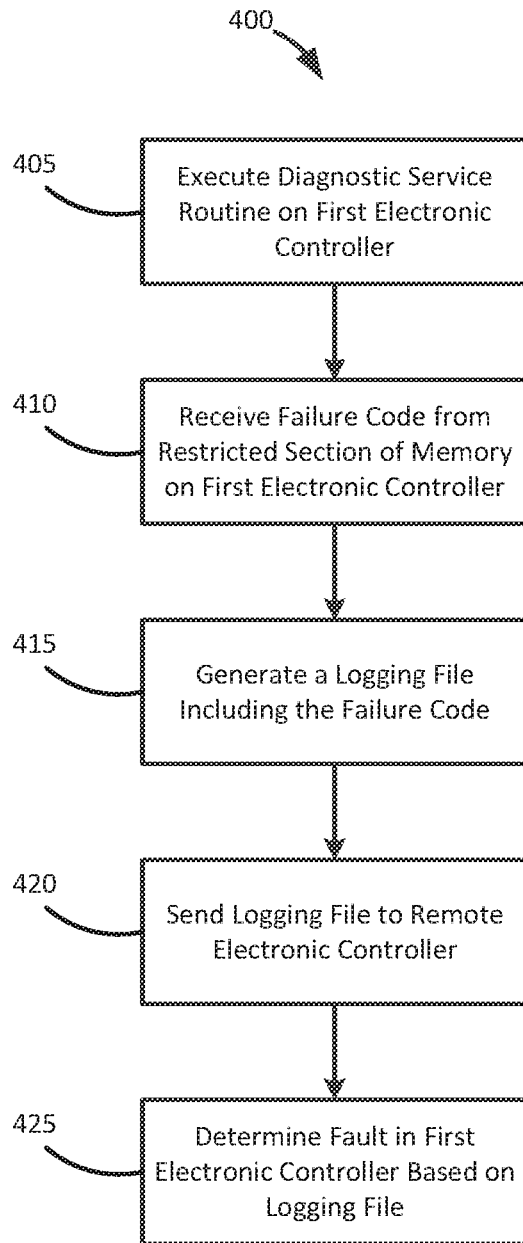 400
405
Execute Diagnostic Service
Routine on First Electronic
Controller
410
Receive Failure Code from
Restricted Section of Memory
on First Electronic Controller
415
Generate a Logging File
Including the Failure Code
420
Send Logging File to Remote
Electronic Controller
425
Determine Fault in First
Electronic Controller Based on
Logging File